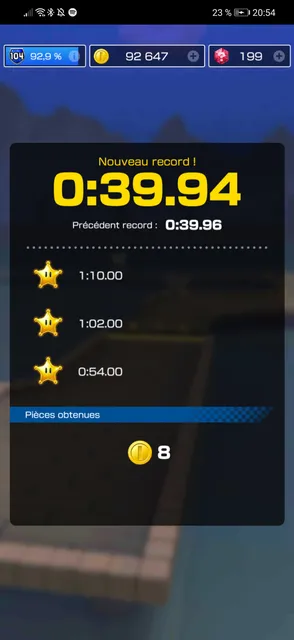 23 % 20:54
104 92,9 % i 92 647 + 199 +
Nouveau record !
0:39.94
Précédent record : 0:39.96
1:10.00
1:02.00
0:54.00
Pièces obtenues
8